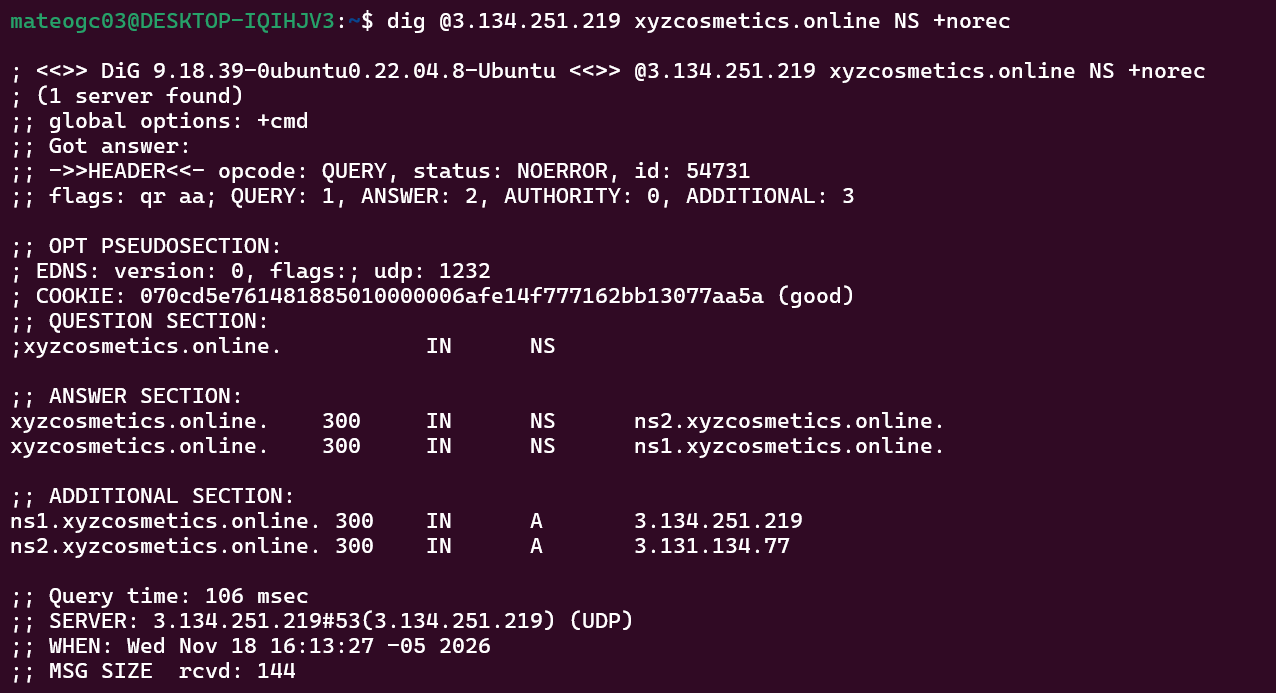 mateogc03@DESKTOP-IQIHJV3:~$ dig @3.134.251.219 xyzcosmetics.online NS +norec
; <<>> DiG 9.18.39-0ubuntu0.22.04.8-Ubuntu <<>> @3.134.251.219 xyzcosmetics.online NS +norec
; (1 server found)
;; global options: +cmd
;; Got answer:
;; ->>HEADER<<- opcode: QUERY, status: NOERROR, id: 54731
;; flags: qr aa; QUERY: 1, ANSWER: 2, AUTHORITY: 0, ADDITIONAL: 3
;; OPT PSEUDOSECTION:
; EDNS: version: 0, flags:; udp: 1232
; COOKIE: 070cd5e761481885010000006afe14f777162bb13077aa5a (good)
;; QUESTION SECTION:
;xyzcosmetics.online. IN NS
;; ANSWER SECTION:
xyzcosmetics.online. 300 IN NS ns2.xyzcosmetics.online.
xyzcosmetics.online. 300 IN NS ns1.xyzcosmetics.online.
;; ADDITIONAL SECTION:
ns1.xyzcosmetics.online. 300 IN A 3.134.251.219
ns2.xyzcosmetics.online. 300 IN A 3.131.134.77
;; Query time: 106 msec
;; SERVER: 3.134.251.219#53(3.134.251.219) (UDP)
;; WHEN: Wed Nov 18 16:13:27 -05 2026
;; MSG SIZE  rcvd: 144